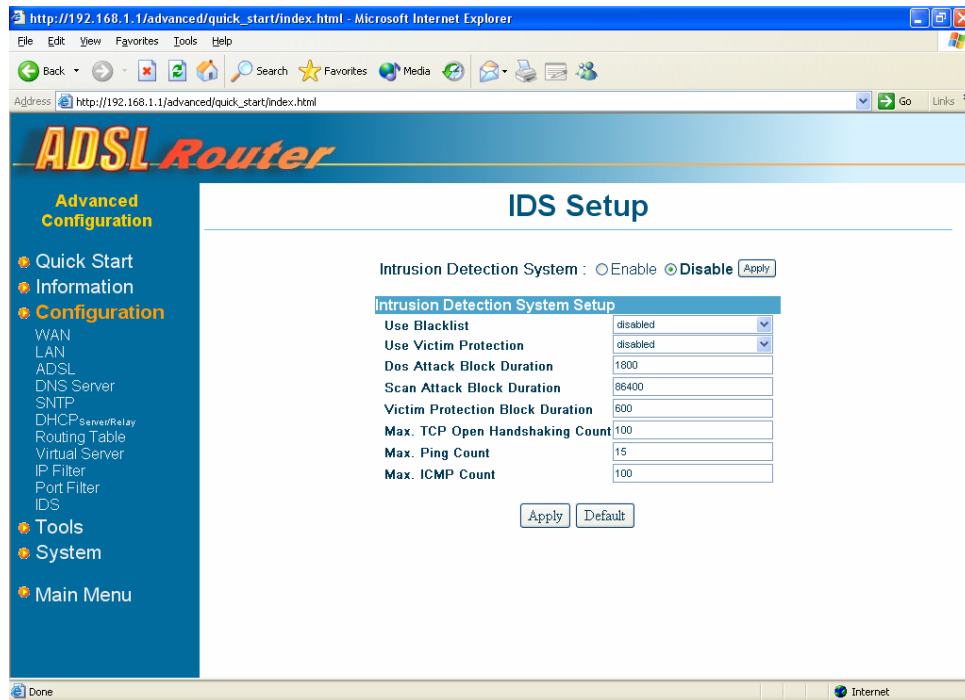 http://192.168.1.1/advanced/quick_start/index.html - Microsoft Internet Explorer
File Edit View Favorites Tools Help
Back Search Favorites Media
Address http://192.168.1.1/advanced/quick_start/index.html Go Links
ADSL Router
Advanced
Configuration
Quick Start
Information
Configuration
WAN
LAN
ADSL
DNS Server
SNTP
DHCP Server/Relay
Routing Table
Virtual Server
IP Filter
Port Filter
IDS
Tools
System
Main Menu
IDS Setup
Intrusion Detection System : Enable Disable Apply
Intrusion Detection System Setup
Use Blacklist disabled
Use Victim Protection disabled
Dos Attack Block Duration 1800
Scan Attack Block Duration 86400
Victim Protection Block Duration 600
Max. TCP Open Handshaking Count 100
Max. Ping Count 15
Max. ICMP Count 100
Apply Default
Done Internet